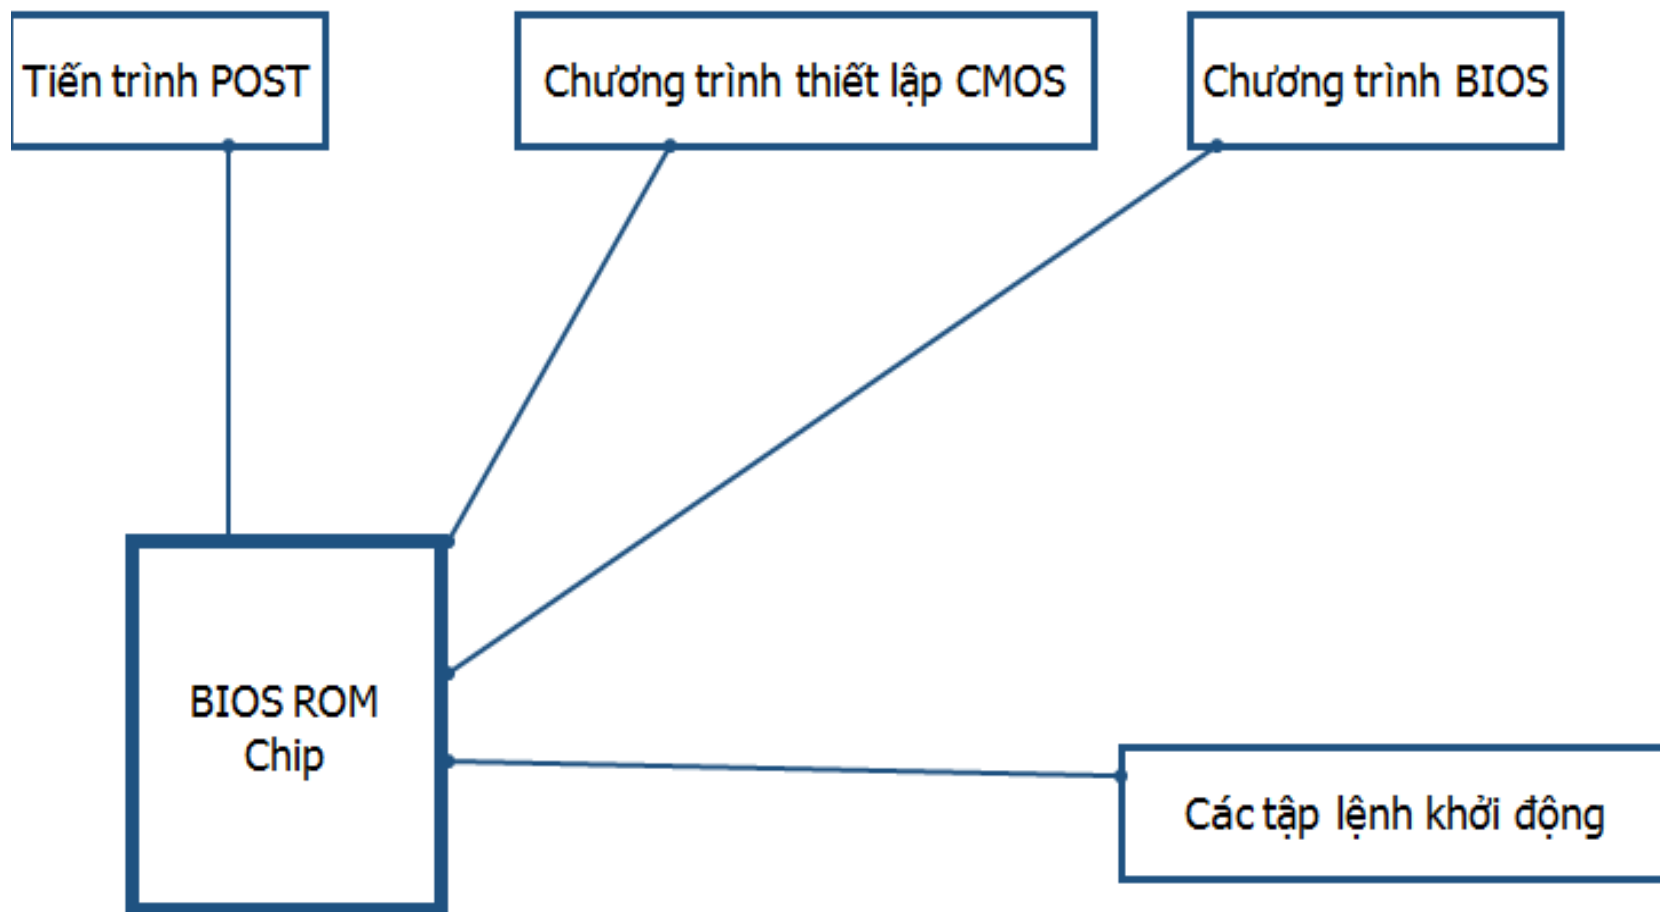 Tiến trình POST
Chương trình thiết lập CMOS
Chương trình BIOS
BIOS ROM
Chip
Các tập lệnh khởi động